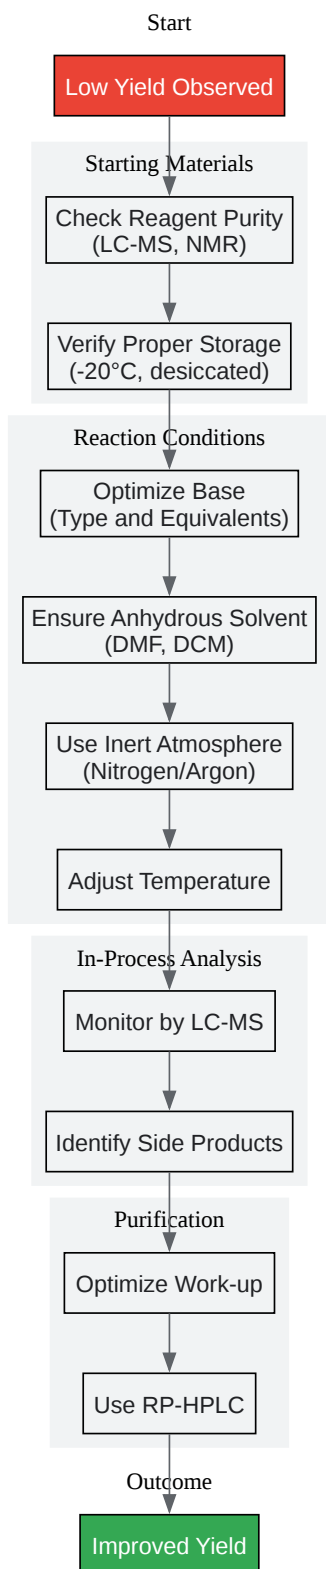 Start
Low Yield Observed
Starting Materials
Check Reagent Purity
(LC-MS, NMR)
Verify Proper Storage
(-20°C, desiccated)
Reaction Conditions
Optimize Base
(Type and Equivalents)
Ensure Anhydrous Solvent
(DMF, DCM)
Use Inert Atmosphere
(Nitrogen/Argon)
Adjust Temperature
In-Process Analysis
Monitor by LC-MS
Identify Side Products
Purification
Optimize Work-up
Use RP-HPLC
Outcome
Improved Yield